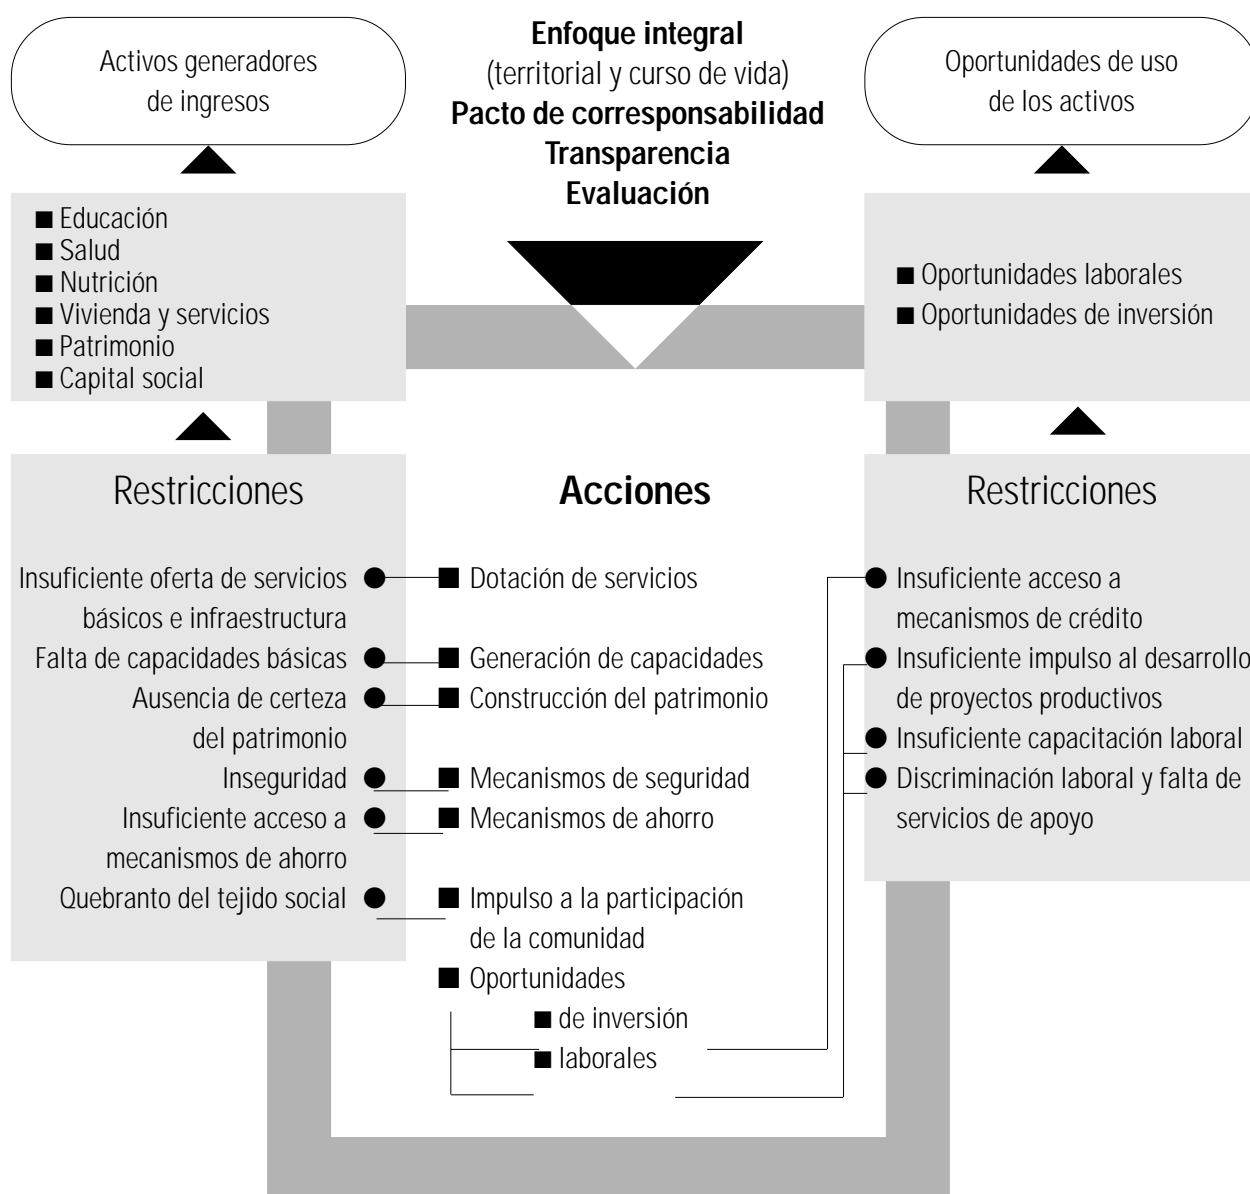 Activos generadores
de ingresos
Enfoque integral
(territorial y curso de vida)
Pacto de corresponsabilidad
Transparencia
Evaluación
Oportunidades de uso
de los activos
■ Educación
■ Salud
■ Nutrición
■ Vivienda y servicios
■ Patrimonio
■ Capital social
■ Oportunidades laborales
■ Oportunidades de inversión
Restricciones
Insuficiente oferta de servicios
básicos e infraestructura
Falta de capacidades básicas
Ausencia de certeza
del patrimonio
Inseguridad
Insuficiente acceso a
mecanismos de ahorro
Quebranto del tejido social
Acciones
■ Dotación de servicios
■ Generación de capacidades
■ Construcción del patrimonio
■ Mecanismos de seguridad
■ Mecanismos de ahorro
■ Impulso a la participación
de la comunidad
■ Oportunidades
■ de inversión
■ laborales
Restricciones
● Insuficiente acceso a
mecanismos de crédito
● Insuficiente impulso al desarrollo
de proyectos productivos
● Insuficiente capacitación laboral
● Discriminación laboral y falta de
servicios de apoyo